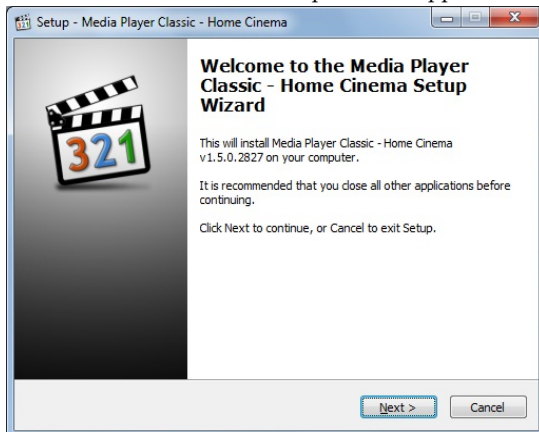 Setup - Media Player Classic - Home Cinema
Welcome to the Media Player
Classic - Home Cinema Setup
Wizard
321
This will install Media Player Classic - Home Cinema
v1.5.0.2827 on your computer.
It is recommended that you close all other applications before
continuing.
Click Next to continue, or Cancel to exit Setup.
Next >
Cancel